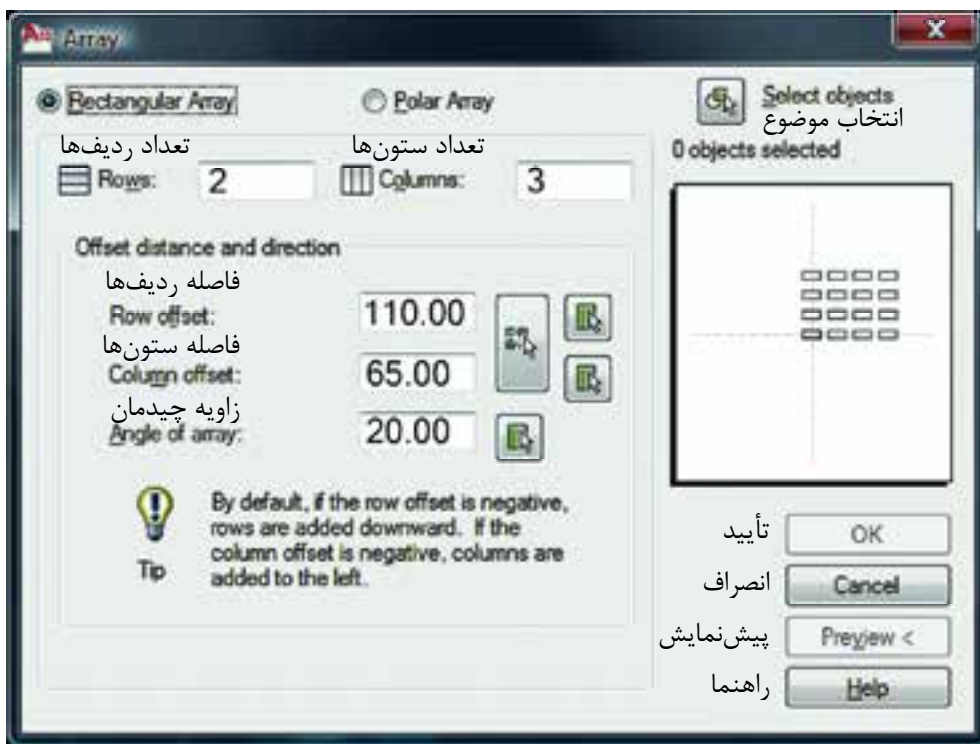 Array
Rectangular Array
Polar Array
Select objects
انتخاب موضوع
0 objects selected
تعداد ردیف‌ها
Rows: 2
تعداد ستون‌ها
Columns: 3
Offset distance and direction
فاصله ردیف‌ها
Row offset: 110.00
فاصله ستون‌ها
Column offset: 65.00
زاویه چیدمان
Angle of array: 20.00
Tip
By default, if the row offset is negative,
rows are added downward. If the
column offset is negative, columns are
added to the left.
تأیید OK
انصراف Cancel
پیش‌نمایش Preview <
راهنما Help